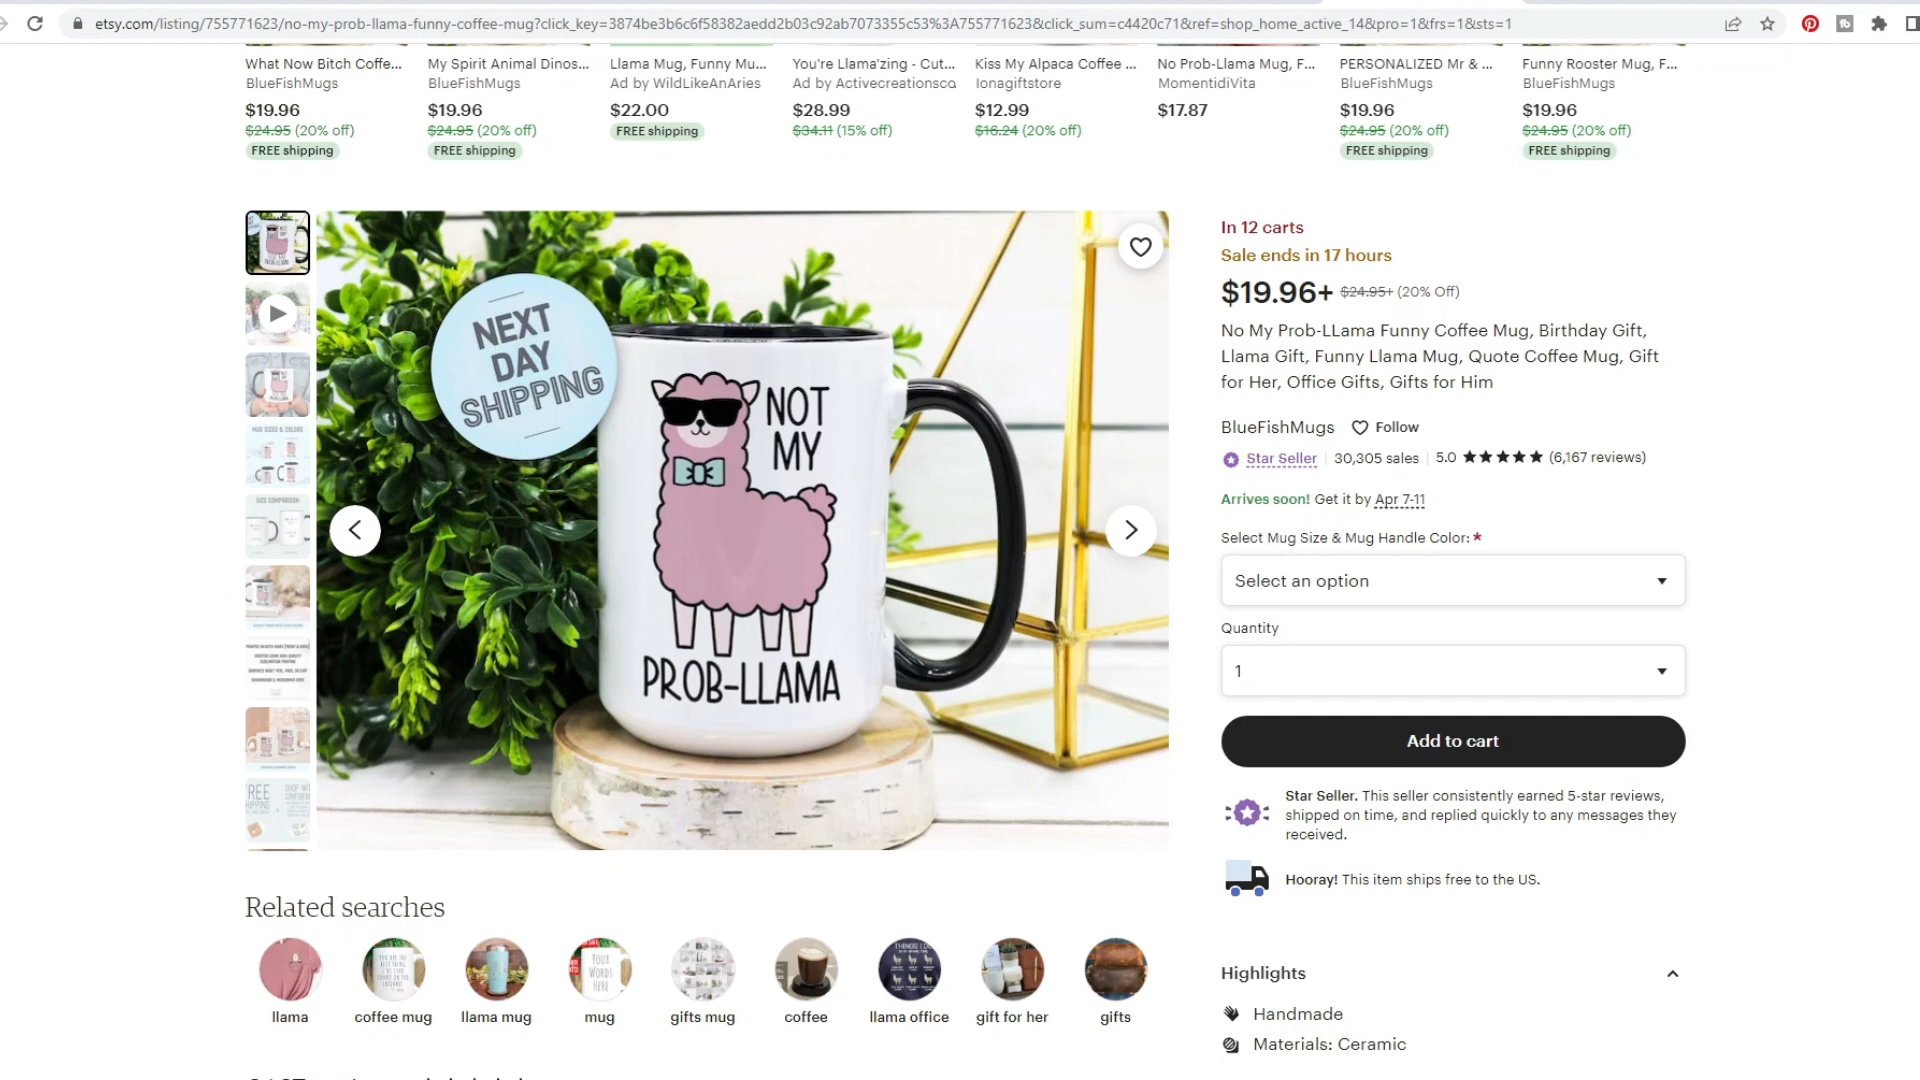 etsy.com/listing/755771623/no-my-prob-llama-funny-coffee-mug?click_key=3874be3b6c6f58382aedd2b03c92ab7073355c53%3A755771623&click_sum=c4420c71&ref=shop_home_active_14&pro=1&frs=1&sts=1
What Now Bitch Coffe... My Spirit Animal Dinos... Llama Mug, Funny Mu... You're Llama'zing - Cut... Kiss My Alpaca Coffee ... No Prob-Llama Mug, F... PERSONALIZED Mr & ... Funny Rooster Mug, F...
BlueFishMugs BlueFishMugs Ad by WildLikeAnAries Ad by Activecreationsco Ionagiftstore MomentidiVita BlueFishMugs BlueFishMugs
$19.96 $19.96 $22.00 $28.99 $12.99 $17.87 $19.96 $19.96
$24.95 (20% off) $24.95 (20% off) FREE shipping $34.11 (15% off) $16.24 (20% off) $24.95 (20% off) $24.95 (20% off)
FREE shipping FREE shipping FREE shipping FREE shipping
NEXT
DAY
SHIPPING
NOT
MY
PROB-LLAMA
In 12 carts
Sale ends in 17 hours
$19.96+ $24.95+ (20% Off)
No My Prob-LLama Funny Coffee Mug, Birthday Gift,
Llama Gift, Funny Llama Mug, Quote Coffee Mug, Gift
for Her, Office Gifts, Gifts for Him
BlueFishMugs Follow
Star Seller 30,305 sales 5.0 (6,167 reviews)
Arrives soon! Get it by Apr 7-11
Select Mug Size & Mug Handle Color: *
Select an option
Quantity
1
Add to cart
Star Seller. This seller consistently earned 5-star reviews,
shipped on time, and replied quickly to any messages they
received.
Hooray! This item ships free to the US.
Highlights
Handmade
Materials: Ceramic
MUG SIZES & COLORS
SIZE COMPARISON
Related searches
YOUR
WORDS
HERE
llama coffee mug llama mug mug gifts mug coffee llama office gift for her gifts